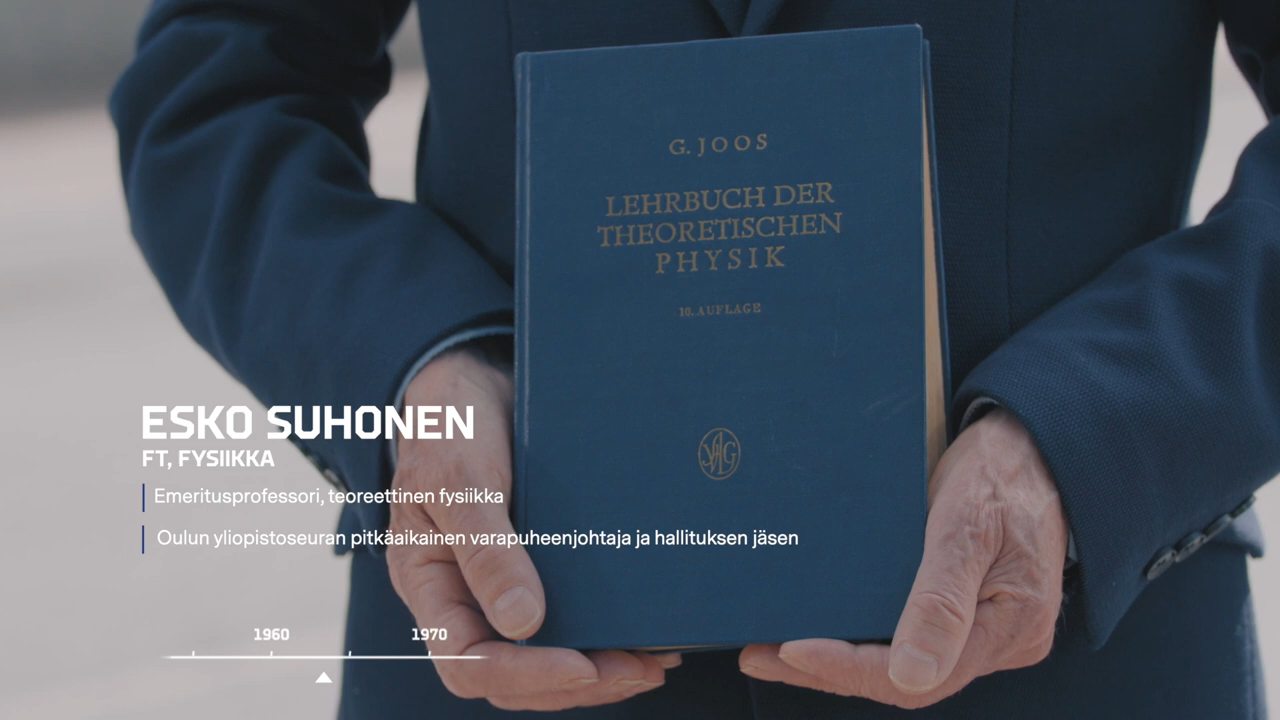 G. JOOS
LEHRBUCH DER
THEORETISCHEN
PHYSIK
10. AUFLAGE
ESKO SUHONEN
FT, FYSIIKKA
Emeritusprofessori, teoreettinen fysiikka
Oulun yliopistoseuran pitkäaikainen varapuheenjohtaja ja hallituksen jäsen
1960 1970